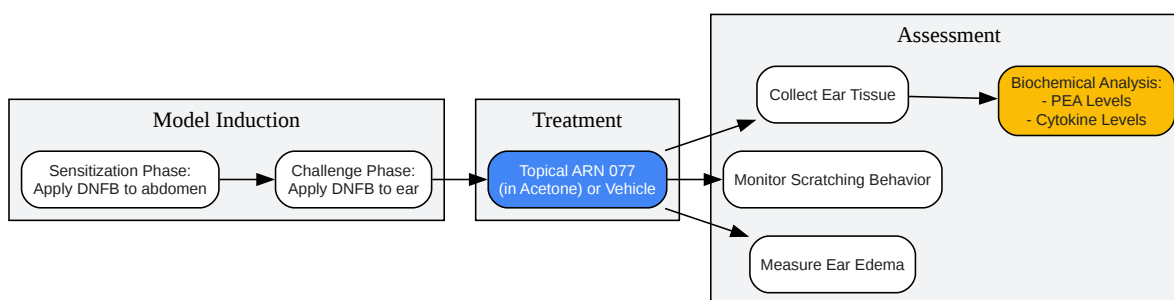 Model Induction
Sensitization Phase:
Apply DNFB to abdomen
Challenge Phase:
Apply DNFB to ear
Treatment
Topical ARN 077
(in Acetone) or Vehicle
Assessment
Collect Ear Tissue
Biochemical Analysis:
- PEA Levels
- Cytokine Levels
Monitor Scratching Behavior
Measure Ear Edema